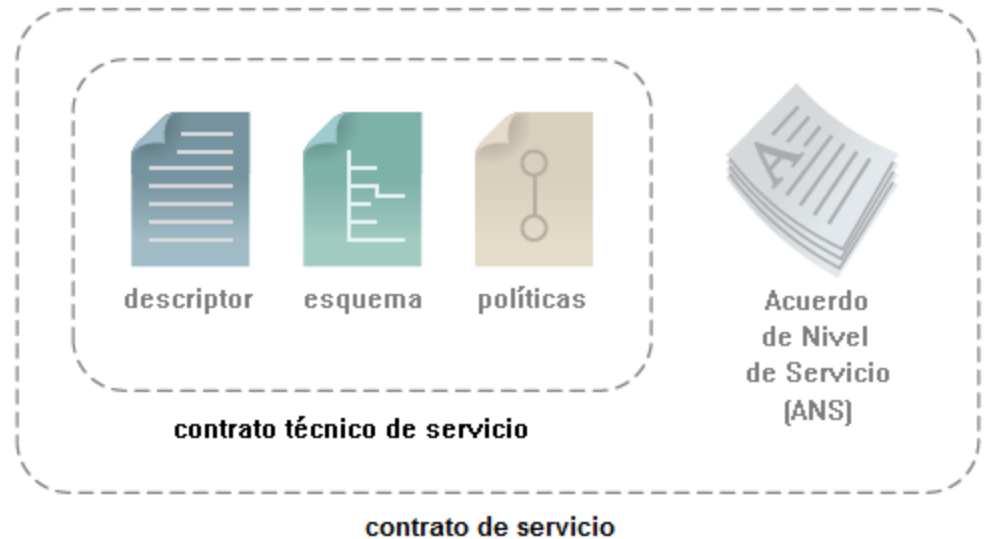 descriptor
esquema
políticas
Acuerdo
de Nivel
de Servicio
(ANS)
contrato técnico de servicio
contrato de servicio